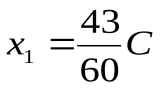 x₁ = 43/60 C